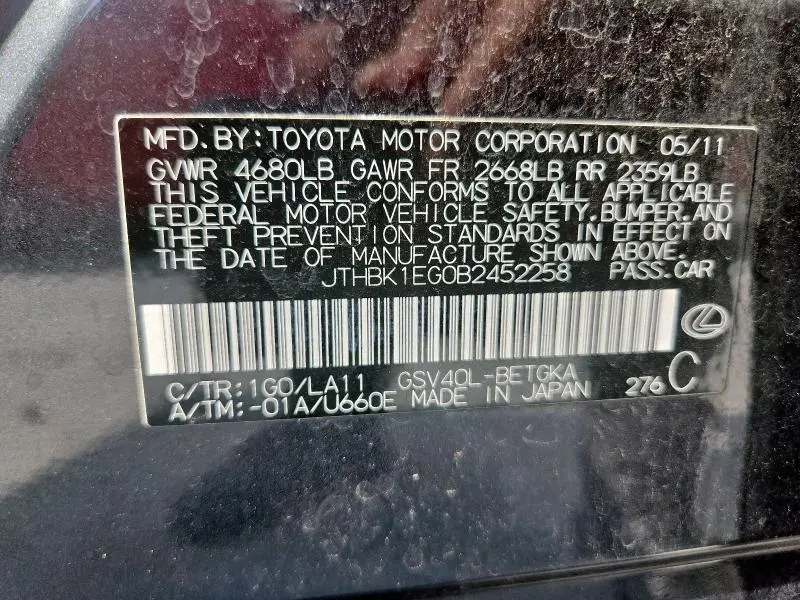 MFD.BY:TOYOTA MOTOR CORPORATION 05/11
GVWR 4680LB GAWR FR 2668LB RR 2359LB
THIS VEHICLE CONFORMS TO ALL APPLICABLE
FEDERAL MOTOR VEHICLE SAFETY.BUMPER.AND
THEFT PREVENTION STANDARDS IN EFFECT ON
THE DATE OF MANUFACTURE SHOWN ABOVE.
JTHBK1EG0B2452258 PASS.CAR
C/TR:1G0/LA11 GSV40L-BETGKA
A/TM:-01A/U660E MADE IN JAPAN 276 C